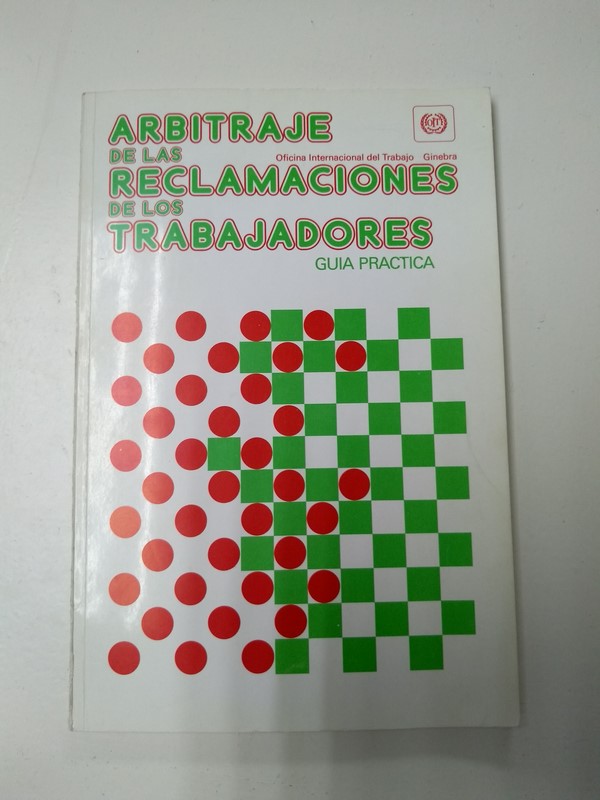 ARBITRAJE
DE LAS
Oficina Internacional del Trabajo Ginebra
RECLAMACIONES
DE LOS
TRABAJADORES
GUIA PRACTICA